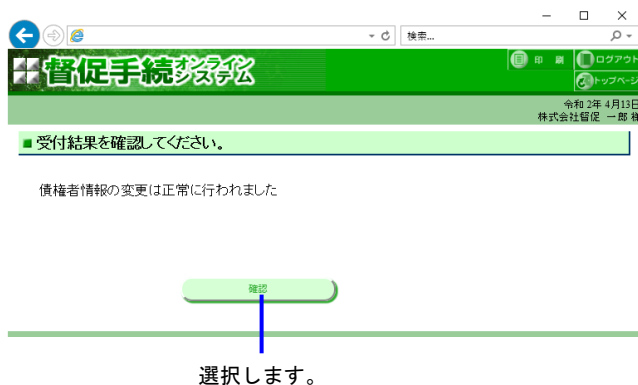 検索...
督促手続オンラインシステム
印 刷
ログアウト
トップページ
令和 2年 4月13日
株式会社督促 一郎 様
■受付結果を確認してください。
債権者情報の変更は正常に行われました
確認
選択します。